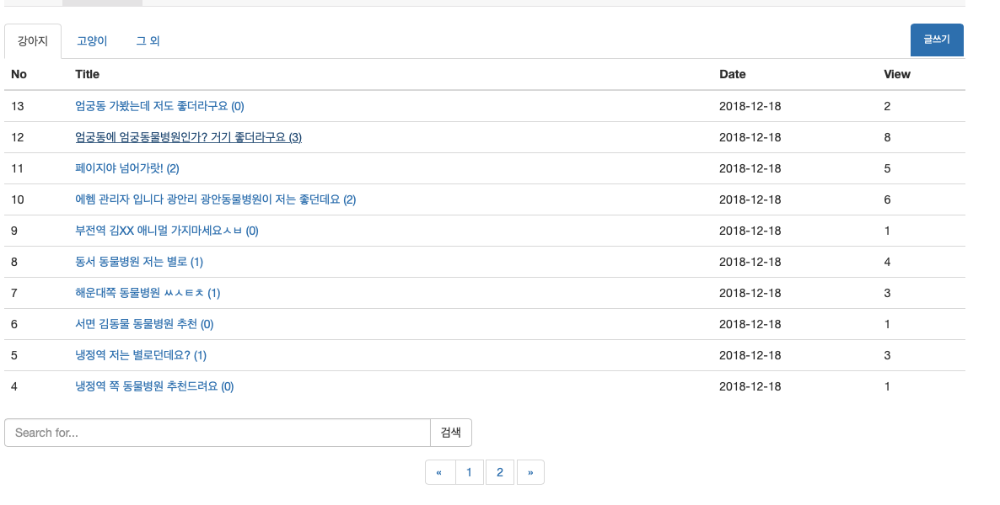 강아지 고양이 그 외 글쓰기
No Title Date View
13 엄궁동 가봤는데 저도 좋더라구요 (0) 2018-12-18 2
12 엄궁동에 엄궁동물병원인가? 거기 좋더라구요 (3) 2018-12-18 8
11 페이지야 넘어가랏! (2) 2018-12-18 5
10 에헴 관리자 입니다 광안리 광안동물병원이 저는 좋던데요 (2) 2018-12-18 6
9 부전역 김XX 애니멀 가지마세요ㅅㅂ (0) 2018-12-18 1
8 동서 동물병원 저는 별로 (1) 2018-12-18 4
7 해운대쪽 동물병원 ㅆㅅㅌㅊ (1) 2018-12-18 3
6 서면 김동물 동물병원 추천 (0) 2018-12-18 1
5 냉정역 저는 별로던데요? (1) 2018-12-18 3
4 냉정역 쪽 동물병원 추천드려요 (0) 2018-12-18 1
Search for... 검색
« 1 2 »